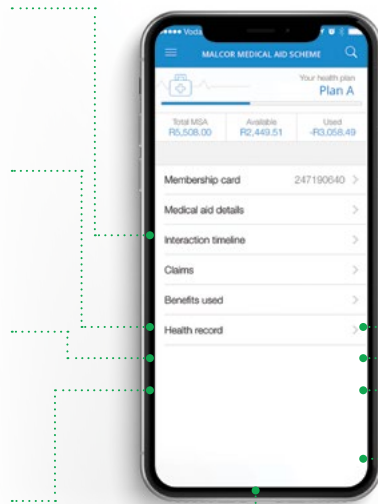 Voda
MALCOR MEDICAL AID SCHEME
Your health plan
Plan A
Total MSA Available Used
R5,508.00 R2,449.51 -R3,058.49
Membership card 247190640
Medical aid details
Interaction timeline
Claims
Benefits used
Health record